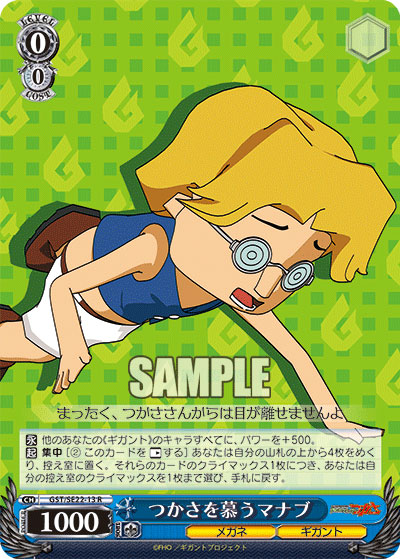 LEVEL
0
0
COST
SAMPLE
まったく、つかささんからは目が離せませんよ
永 他のあなたの《ギガント》のキャラすべてに、パワーを+500。
起［② このカードを する］ あなたは自分の山札の上から4枚をめく
り、控え室に置く。それらのカードのクライマックス1枚につき、あなたは自
分の控え室のクライマックスを1枚まで選び、手札に戻す。
CH GST/SE22-13 R
1000
つかさを慕うマナブ
メガネ
ギガント
©FHO／ギガントプロジェクト